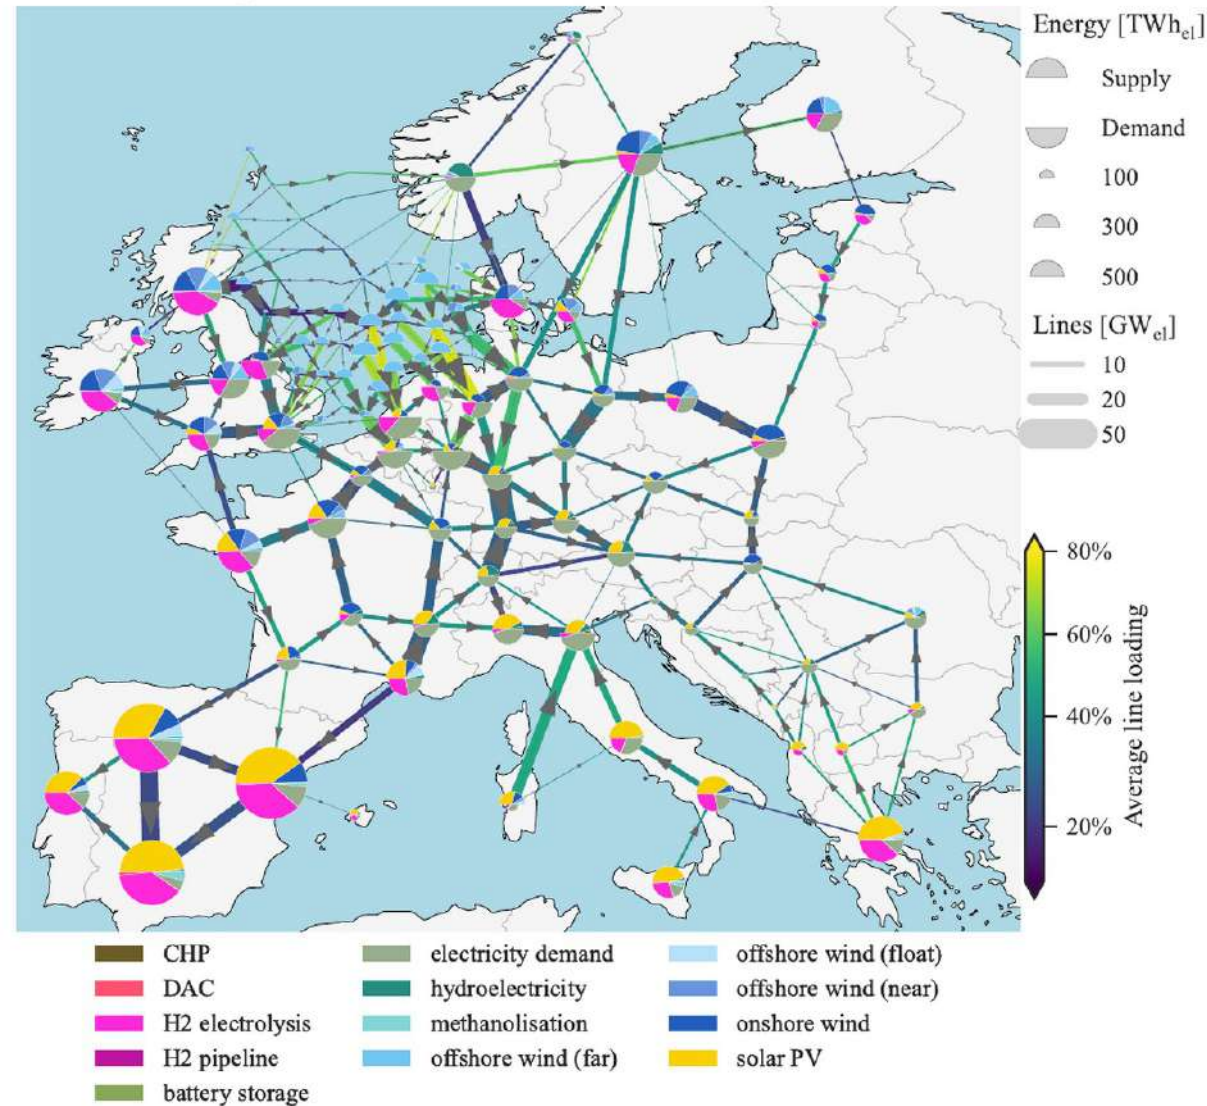 Energy [TWhel]
Supply
Demand
100
300
500
Lines [GWel]
10
20
50
80%
60%
40%
20%
Average line loading
CHP
DAC
H2 electrolysis
H2 pipeline
battery storage
electricity demand
hydroelectricity
methanolisation
offshore wind (far)
offshore wind (float)
offshore wind (near)
onshore wind
solar PV